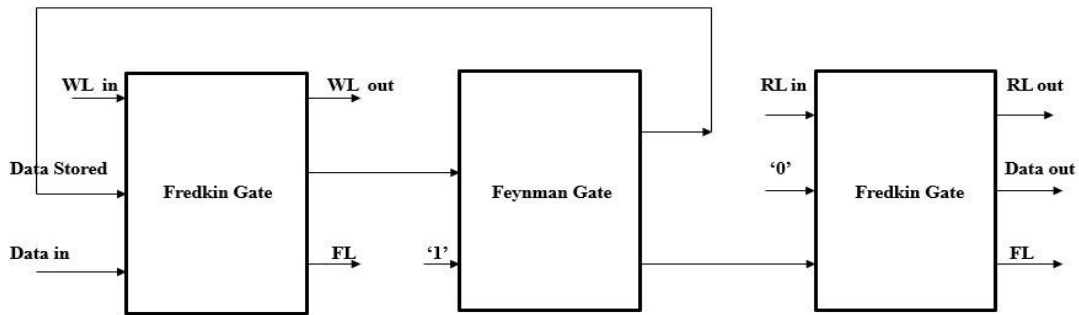 WL in
WL out
RL in
RL out
Data Stored
Fredkin Gate
Feynman Gate
‘0’
Fredkin Gate
Data out
Data in
FL
‘1’
FL